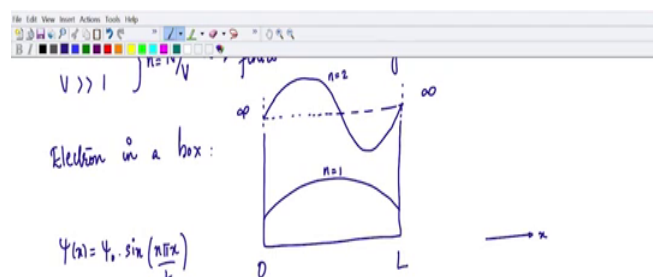 File Edit View Insert Actions Tools Help
B I
V >> 1
n = N/V
n=2
∞ ∞
Electron in a box :
n=1
ψ(x) = ψ₀ . sin (nπx
x
0 L